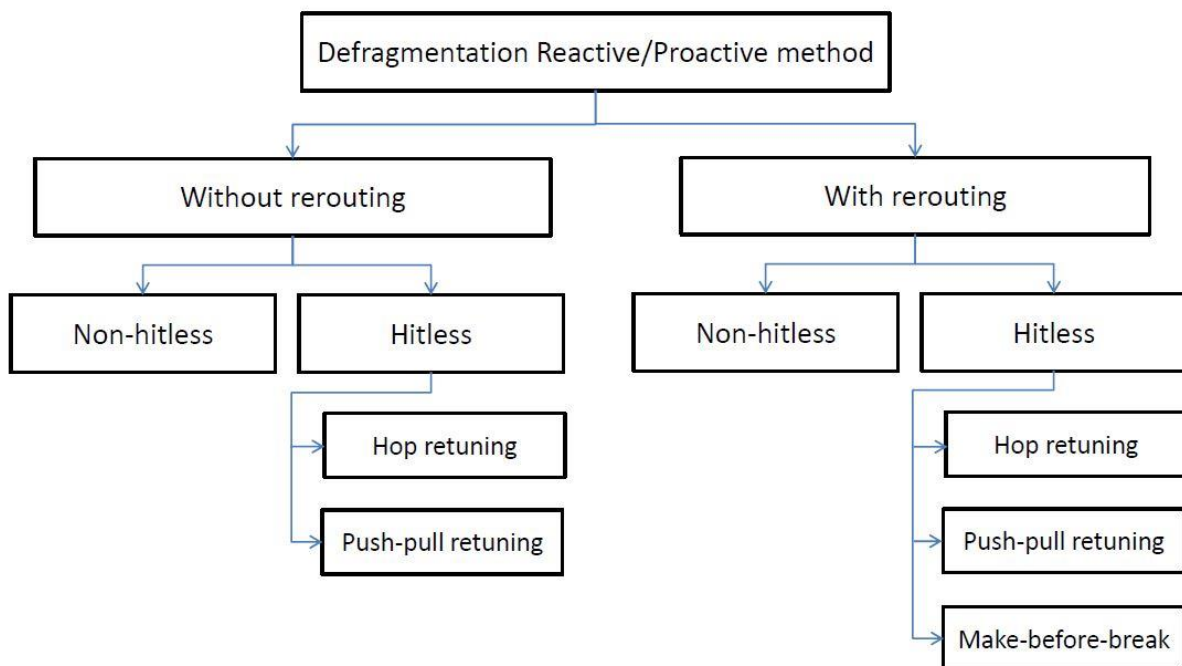 Defragmentation Reactive/Proactive method
Without rerouting
With rerouting
Non-hitless
Hitless
Non-hitless
Hitless
Hop retuning
Hop retuning
Push-pull retuning
Push-pull retuning
Make-before-break